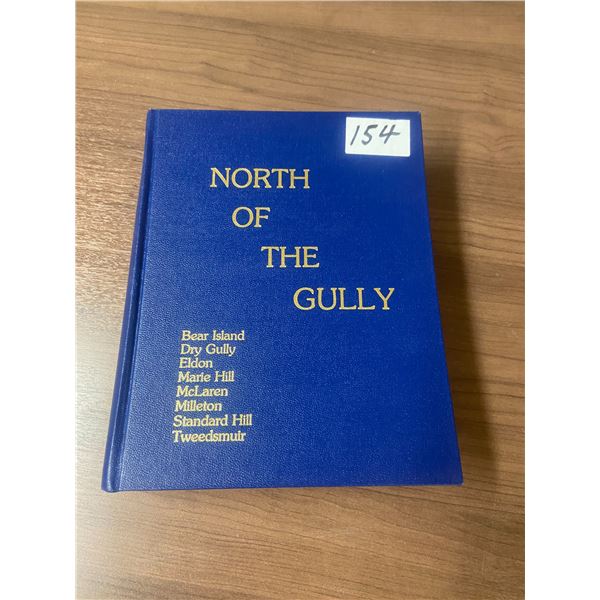 154
NORTH
OF
THE
GULLY
Bear Island
Dry Gully
Eldon
Marie Hill
McLaren
Milleton
Standard Hill
Tweedsmuir